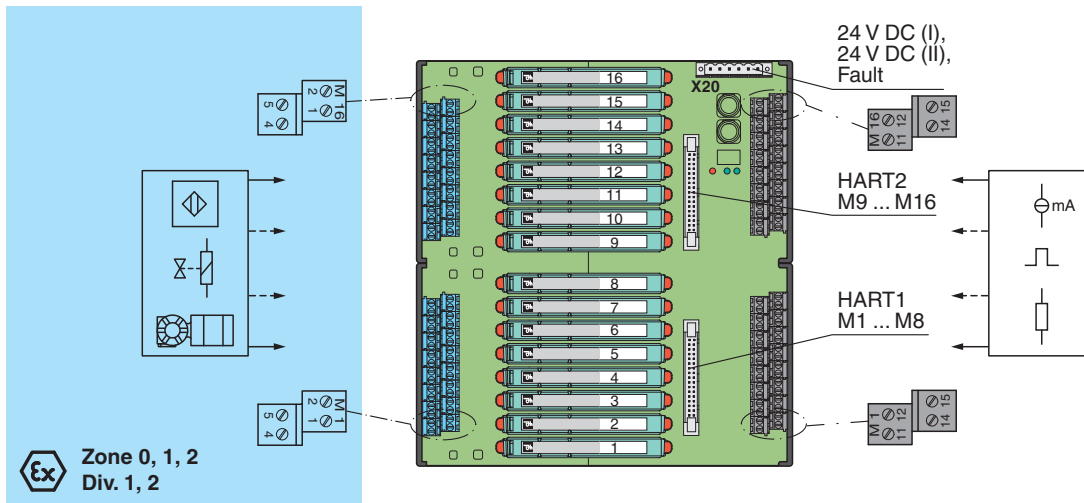 24 V DC (I),
24 V DC (II),
Fault
X20
M 16
2 1
5 4
M 16
12
11
15
14
16
15
14
13
12
11
10
9
HART2
M9 ... M16
mA
8
7
6
5
4
3
2
1
HART1
M1 ... M8
M 1
2 1
5 4
M 1
12
11
15
14
Ex
Zone 0, 1, 2
Div. 1, 2